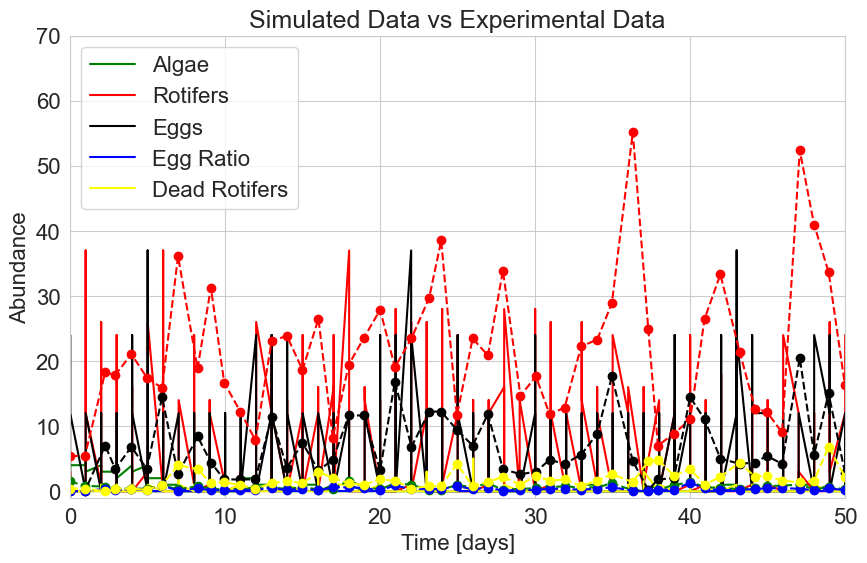 Simulated Data vs Experimental Data
Abundance
70
60
50
40
30
20
10
0
Algae
Rotifers
Eggs
Egg Ratio
Dead Rotifers
0 10 20 30 40 50
Time [days]